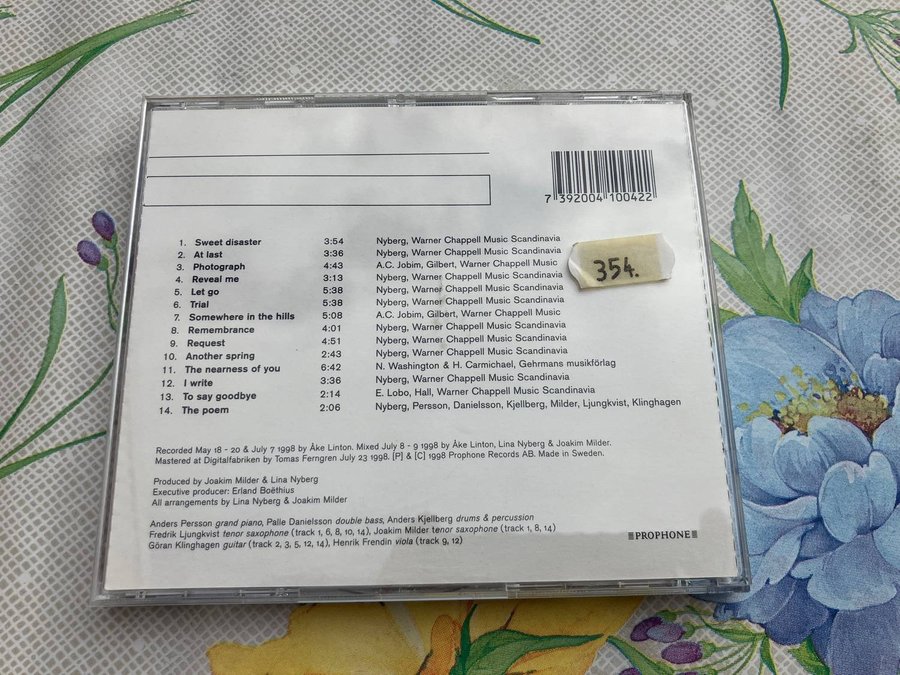 7 392004 100422
354.
1. Sweet disaster 3:54 Nyberg, Warner Chappell Music Scandinavia
2. At last 3:36 Nyberg, Warner Chappell Music Scandinavia
3. Photograph 4:43 A.C. Jobim, Gilbert, Warner Chappell Music
4. Reveal me 3:13 Nyberg, Warner Chappell Music Scandinavia
5. Let go 5:38 Nyberg, Warner Chappell Music Scandinavia
6. Trial 5:38 Nyberg, Warner Chappell Music Scandinavia
7. Somewhere in the hills 5:08 A.C. Jobim, Gilbert, Warner Chappell Music
8. Remembrance 4:01 Nyberg, Warner Chappell Music Scandinavia
9. Request 4:51 Nyberg, Warner Chappell Music Scandinavia
10. Another spring 2:43 Nyberg, Warner Chappell Music Scandinavia
11. The nearness of you 6:42 N. Washington & H. Carmichael, Gehrmans musikförlag
12. I write 3:36 Nyberg, Warner Chappell Music Scandinavia
13. To say goodbye 2:14 E. Lobo, Hall, Warner Chappell Music Scandinavia
14. The poem 2:06 Nyberg, Persson, Danielsson, Kjellberg, Milder, Ljungkvist, Klinghagen
Recorded May 18 - 20 & July 7 1998 by Åke Linton. Mixed July 8 - 9 1998 by Åke Linton, Lina Nyberg & Joakim Milder.
Mastered at Digitalfabriken by Tomas Ferngren July 23 1998. [P] & [C] 1998 Prophone Records AB. Made in Sweden.
Produced by Joakim Milder & Lina Nyberg
Executive producer: Erland Boëthius
All arrangements by Lina Nyberg & Joakim Milder
Anders Persson grand piano, Palle Danielsson double bass, Anders Kjellberg drums & percussion
Fredrik Ljungkvist tenor saxophone (track 1, 6, 8, 10, 14), Joakim Milder tenor saxophone (track 1, 8, 14)
Göran Klinghagen guitar (track 2, 3, 5, 12, 14), Henrik Frendin viola (track 9, 12)
PROPHONE